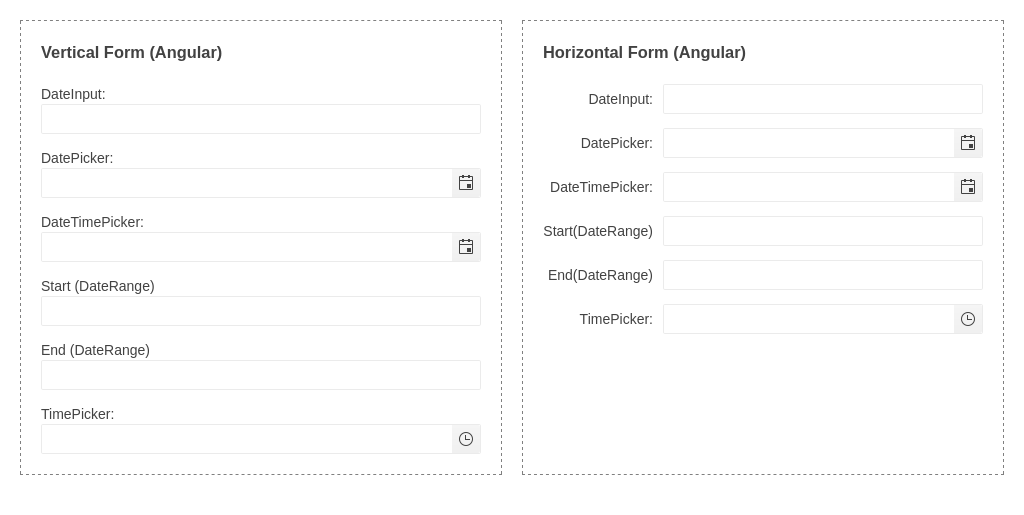 Vertical Form (Angular)
DateInput:
DatePicker:
DateTimePicker:
Start (DateRange)
End (DateRange)
TimePicker:
Horizontal Form (Angular)
DateInput:
DatePicker:
DateTimePicker:
Start(DateRange)
End(DateRange)
TimePicker: